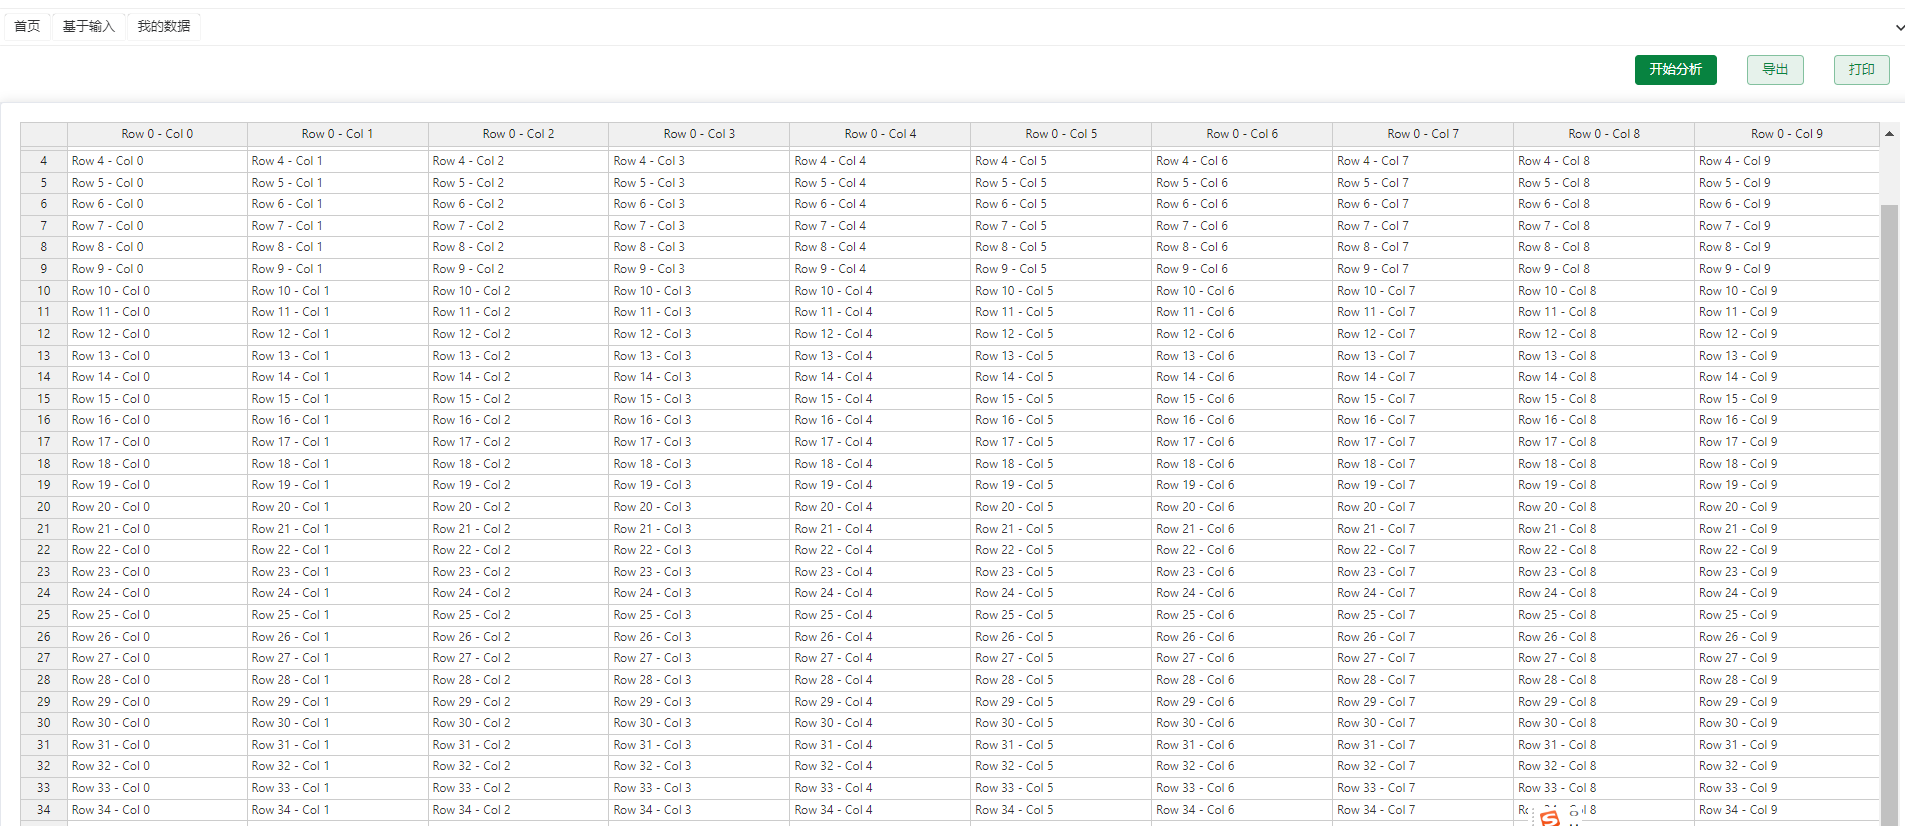 首页 基于输入 我的数据
开始分析 导出 打印
Row 0 - Col 0 Row 0 - Col 1 Row 0 - Col 2 Row 0 - Col 3 Row 0 - Col 4 Row 0 - Col 5 Row 0 - Col 6 Row 0 - Col 7 Row 0 - Col 8 Row 0 - Col 9
4 Row 4 - Col 0 Row 4 - Col 1 Row 4 - Col 2 Row 4 - Col 3 Row 4 - Col 4 Row 4 - Col 5 Row 4 - Col 6 Row 4 - Col 7 Row 4 - Col 8 Row 4 - Col 9
5 Row 5 - Col 0 Row 5 - Col 1 Row 5 - Col 2 Row 5 - Col 3 Row 5 - Col 4 Row 5 - Col 5 Row 5 - Col 6 Row 5 - Col 7 Row 5 - Col 8 Row 5 - Col 9
6 Row 6 - Col 0 Row 6 - Col 1 Row 6 - Col 2 Row 6 - Col 3 Row 6 - Col 4 Row 6 - Col 5 Row 6 - Col 6 Row 6 - Col 7 Row 6 - Col 8 Row 6 - Col 9
7 Row 7 - Col 0 Row 7 - Col 1 Row 7 - Col 2 Row 7 - Col 3 Row 7 - Col 4 Row 7 - Col 5 Row 7 - Col 6 Row 7 - Col 7 Row 7 - Col 8 Row 7 - Col 9
8 Row 8 - Col 0 Row 8 - Col 1 Row 8 - Col 2 Row 8 - Col 3 Row 8 - Col 4 Row 8 - Col 5 Row 8 - Col 6 Row 8 - Col 7 Row 8 - Col 8 Row 8 - Col 9
9 Row 9 - Col 0 Row 9 - Col 1 Row 9 - Col 2 Row 9 - Col 3 Row 9 - Col 4 Row 9 - Col 5 Row 9 - Col 6 Row 9 - Col 7 Row 9 - Col 8 Row 9 - Col 9
10 Row 10 - Col 0 Row 10 - Col 1 Row 10 - Col 2 Row 10 - Col 3 Row 10 - Col 4 Row 10 - Col 5 Row 10 - Col 6 Row 10 - Col 7 Row 10 - Col 8 Row 10 - Col 9
11 Row 11 - Col 0 Row 11 - Col 1 Row 11 - Col 2 Row 11 - Col 3 Row 11 - Col 4 Row 11 - Col 5 Row 11 - Col 6 Row 11 - Col 7 Row 11 - Col 8 Row 11 - Col 9
12 Row 12 - Col 0 Row 12 - Col 1 Row 12 - Col 2 Row 12 - Col 3 Row 12 - Col 4 Row 12 - Col 5 Row 12 - Col 6 Row 12 - Col 7 Row 12 - Col 8 Row 12 - Col 9
13 Row 13 - Col 0 Row 13 - Col 1 Row 13 - Col 2 Row 13 - Col 3 Row 13 - Col 4 Row 13 - Col 5 Row 13 - Col 6 Row 13 - Col 7 Row 13 - Col 8 Row 13 - Col 9
14 Row 14 - Col 0 Row 14 - Col 1 Row 14 - Col 2 Row 14 - Col 3 Row 14 - Col 4 Row 14 - Col 5 Row 14 - Col 6 Row 14 - Col 7 Row 14 - Col 8 Row 14 - Col 9
15 Row 15 - Col 0 Row 15 - Col 1 Row 15 - Col 2 Row 15 - Col 3 Row 15 - Col 4 Row 15 - Col 5 Row 15 - Col 6 Row 15 - Col 7 Row 15 - Col 8 Row 15 - Col 9
16 Row 16 - Col 0 Row 16 - Col 1 Row 16 - Col 2 Row 16 - Col 3 Row 16 - Col 4 Row 16 - Col 5 Row 16 - Col 6 Row 16 - Col 7 Row 16 - Col 8 Row 16 - Col 9
17 Row 17 - Col 0 Row 17 - Col 1 Row 17 - Col 2 Row 17 - Col 3 Row 17 - Col 4 Row 17 - Col 5 Row 17 - Col 6 Row 17 - Col 7 Row 17 - Col 8 Row 17 - Col 9
18 Row 18 - Col 0 Row 18 - Col 1 Row 18 - Col 2 Row 18 - Col 3 Row 18 - Col 4 Row 18 - Col 5 Row 18 - Col 6 Row 18 - Col 7 Row 18 - Col 8 Row 18 - Col 9
19 Row 19 - Col 0 Row 19 - Col 1 Row 19 - Col 2 Row 19 - Col 3 Row 19 - Col 4 Row 19 - Col 5 Row 19 - Col 6 Row 19 - Col 7 Row 19 - Col 8 Row 19 - Col 9
20 Row 20 - Col 0 Row 20 - Col 1 Row 20 - Col 2 Row 20 - Col 3 Row 20 - Col 4 Row 20 - Col 5 Row 20 - Col 6 Row 20 - Col 7 Row 20 - Col 8 Row 20 - Col 9
21 Row 21 - Col 0 Row 21 - Col 1 Row 21 - Col 2 Row 21 - Col 3 Row 21 - Col 4 Row 21 - Col 5 Row 21 - Col 6 Row 21 - Col 7 Row 21 - Col 8 Row 21 - Col 9
22 Row 22 - Col 0 Row 22 - Col 1 Row 22 - Col 2 Row 22 - Col 3 Row 22 - Col 4 Row 22 - Col 5 Row 22 - Col 6 Row 22 - Col 7 Row 22 - Col 8 Row 22 - Col 9
23 Row 23 - Col 0 Row 23 - Col 1 Row 23 - Col 2 Row 23 - Col 3 Row 23 - Col 4 Row 23 - Col 5 Row 23 - Col 6 Row 23 - Col 7 Row 23 - Col 8 Row 23 - Col 9
24 Row 24 - Col 0 Row 24 - Col 1 Row 24 - Col 2 Row 24 - Col 3 Row 24 - Col 4 Row 24 - Col 5 Row 24 - Col 6 Row 24 - Col 7 Row 24 - Col 8 Row 24 - Col 9
25 Row 25 - Col 0 Row 25 - Col 1 Row 25 - Col 2 Row 25 - Col 3 Row 25 - Col 4 Row 25 - Col 5 Row 25 - Col 6 Row 25 - Col 7 Row 25 - Col 8 Row 25 - Col 9
26 Row 26 - Col 0 Row 26 - Col 1 Row 26 - Col 2 Row 26 - Col 3 Row 26 - Col 4 Row 26 - Col 5 Row 26 - Col 6 Row 26 - Col 7 Row 26 - Col 8 Row 26 - Col 9
27 Row 27 - Col 0 Row 27 - Col 1 Row 27 - Col 2 Row 27 - Col 3 Row 27 - Col 4 Row 27 - Col 5 Row 27 - Col 6 Row 27 - Col 7 Row 27 - Col 8 Row 27 - Col 9
28 Row 28 - Col 0 Row 28 - Col 1 Row 28 - Col 2 Row 28 - Col 3 Row 28 - Col 4 Row 28 - Col 5 Row 28 - Col 6 Row 28 - Col 7 Row 28 - Col 8 Row 28 - Col 9
29 Row 29 - Col 0 Row 29 - Col 1 Row 29 - Col 2 Row 29 - Col 3 Row 29 - Col 4 Row 29 - Col 5 Row 29 - Col 6 Row 29 - Col 7 Row 29 - Col 8 Row 29 - Col 9
30 Row 30 - Col 0 Row 30 - Col 1 Row 30 - Col 2 Row 30 - Col 3 Row 30 - Col 4 Row 30 - Col 5 Row 30 - Col 6 Row 30 - Col 7 Row 30 - Col 8 Row 30 - Col 9
31 Row 31 - Col 0 Row 31 - Col 1 Row 31 - Col 2 Row 31 - Col 3 Row 31 - Col 4 Row 31 - Col 5 Row 31 - Col 6 Row 31 - Col 7 Row 31 - Col 8 Row 31 - Col 9
32 Row 32 - Col 0 Row 32 - Col 1 Row 32 - Col 2 Row 32 - Col 3 Row 32 - Col 4 Row 32 - Col 5 Row 32 - Col 6 Row 32 - Col 7 Row 32 - Col 8 Row 32 - Col 9
33 Row 33 - Col 0 Row 33 - Col 1 Row 33 - Col 2 Row 33 - Col 3 Row 33 - Col 4 Row 33 - Col 5 Row 33 - Col 6 Row 33 - Col 7 Row 33 - Col 8 Row 33 - Col 9
34 Row 34 - Col 0 Row 34 - Col 1 Row 34 - Col 2 Row 34 - Col 3 Row 34 - Col 4 Row 34 - Col 5 Row 34 - Col 6 Row 34 - Col 7 8 Row 34 - Col 9